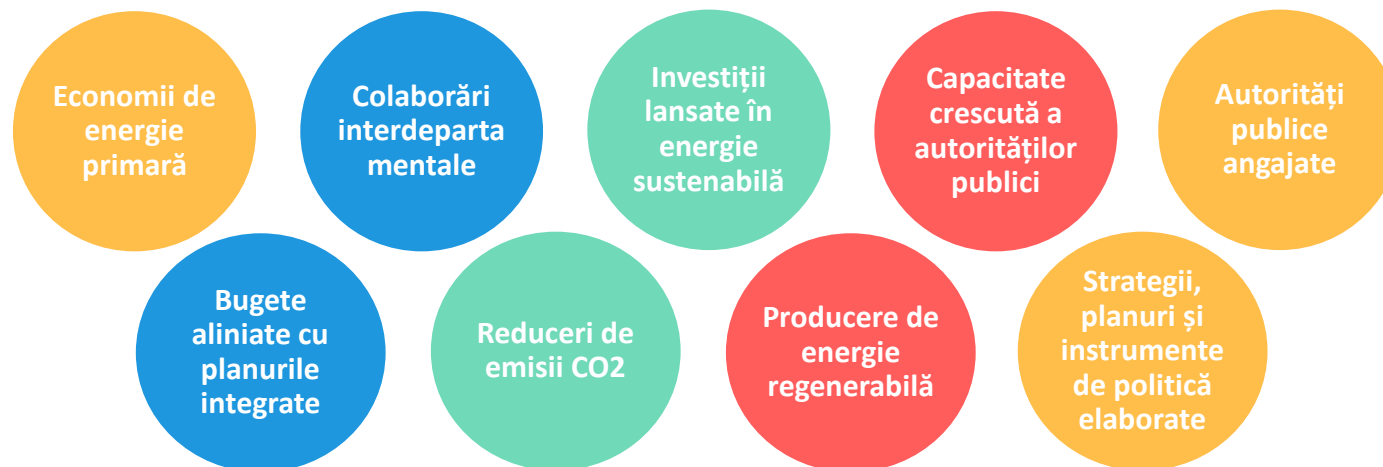 Economii de
energie
primară
Colaborări
interdeparta
mentale
Investiții
lansate în
energie
sustenabilă
Capacitate
crescută a
autorităților
publici
Autorități
publice
angajate
Bugete
aliniate cu
planurile
integrate
Reduceri de
emisii CO2
Producere de
energie
regenerabilă
Strategii,
planuri și
instrumente
de politică
elaborate